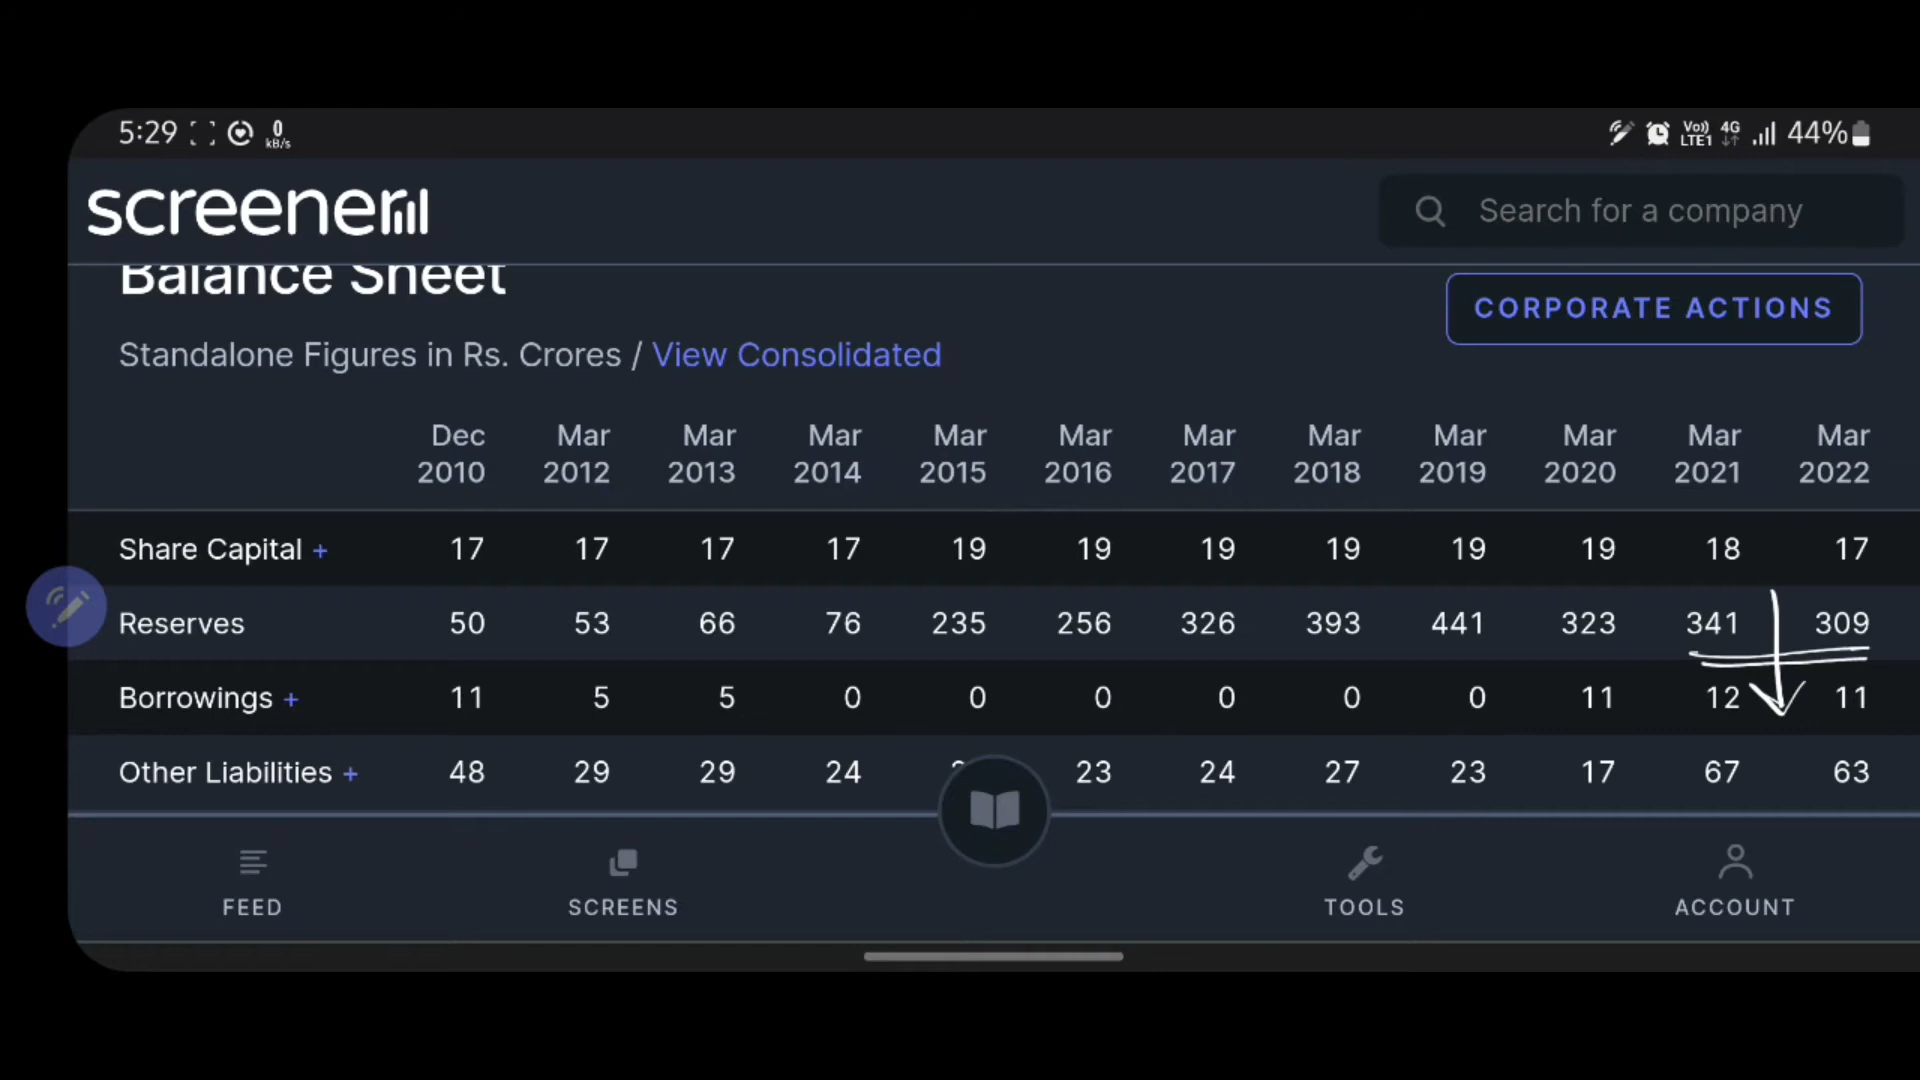 5:29 0 kB/s Vo)) LTE1 4G 44%
screener Search for a company
Balance Sheet
CORPORATE ACTIONS
Standalone Figures in Rs. Crores / View Consolidated
Dec Mar Mar Mar Mar Mar Mar Mar Mar Mar Mar Mar
2010 2012 2013 2014 2015 2016 2017 2018 2019 2020 2021 2022
Share Capital + 17 17 17 17 19 19 19 19 19 19 18 17
Reserves 50 53 66 76 235 256 326 393 441 323 341 309
Borrowings + 11 5 5 0 0 0 0 0 0 11 12 11
Other Liabilities + 48 29 29 24 23 24 27 23 17 67 63
FEED SCREENS TOOLS ACCOUNT